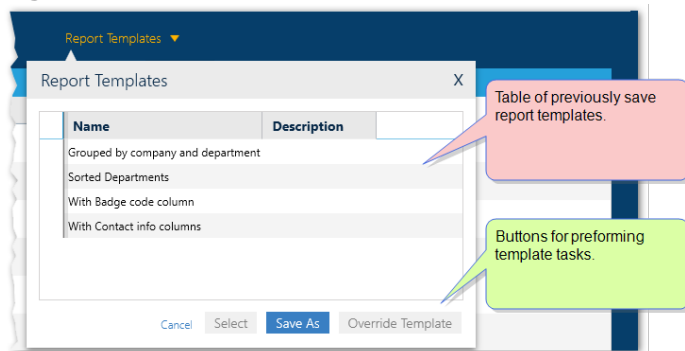 Report Templates ▼
Report Templates X
Name Description
Grouped by company and department
Sorted Departments
With Badge code column
With Contact info columns
Cancel Select Save As Override Template
Table of previously save
report templates.
Buttons for preforming
template tasks.